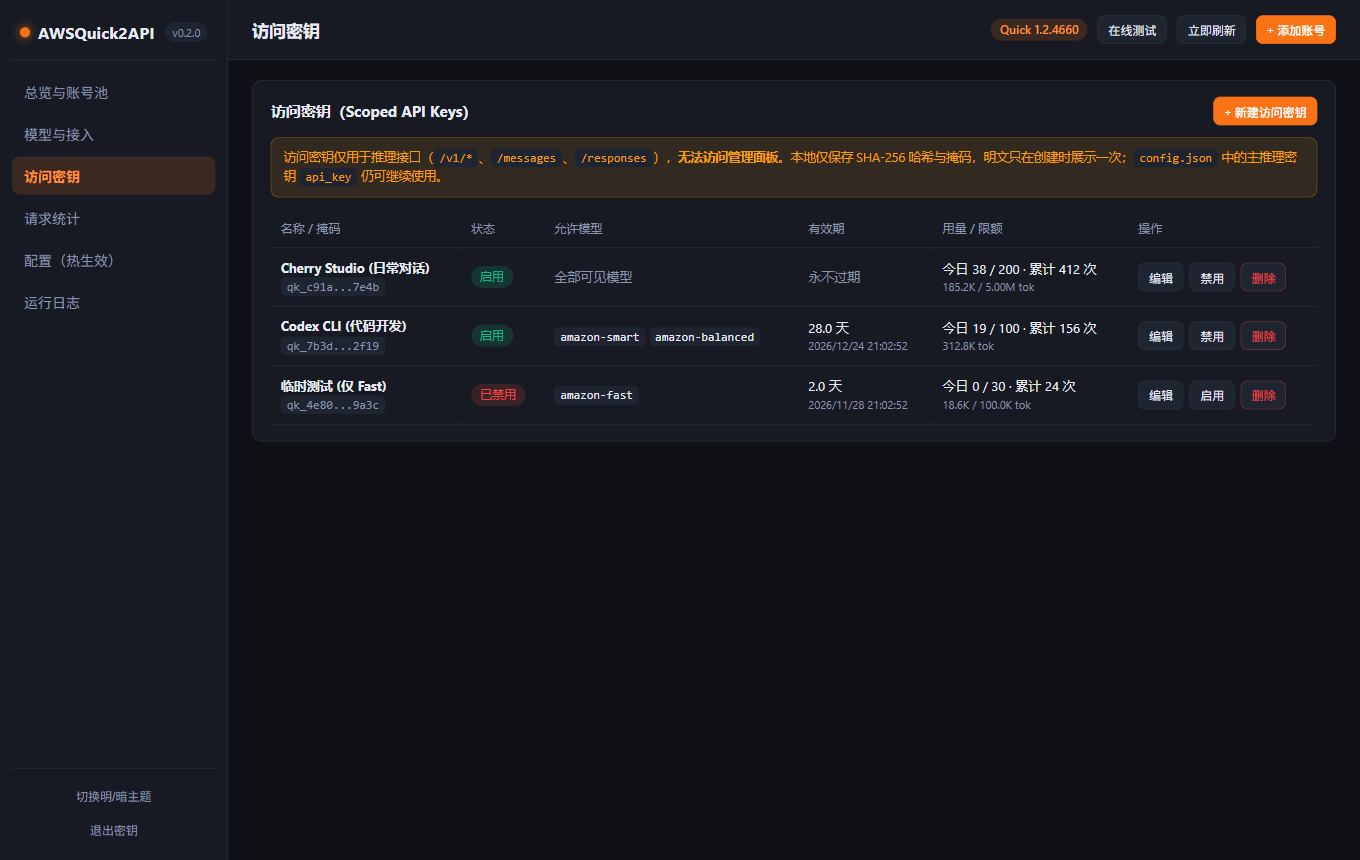 AWSQuick2API v0.2.0
总览与账号池
模型与接入
访问密钥
请求统计
配置（热生效）
运行日志
切换明/暗主题
退出密钥
访问密钥
Quick 1.2.4660 在线测试 立即刷新 + 添加账号
访问密钥（Scoped API Keys）
+ 新建访问密钥
访问密钥仅用于推理接口（ /v1/* 、 /messages 、 /responses ），无法访问管理面板。本地仅保存 SHA-256 哈希与掩码，明文只在创建时展示一次； config.json 中的主推理密
钥 api_key 仍可继续使用。
名称 / 掩码 状态 允许模型 有效期 用量 / 限额 操作
Cherry Studio (日常对话) 启用 全部可见模型 永不过期 今日 38 / 200 · 累计 412 次 编辑 禁用 删除
qk_c91a...7e4b 185.2K / 5.00M tok
Codex CLI (代码开发) 启用 amazon-smart amazon-balanced 28.0 天 今日 19 / 100 · 累计 156 次 编辑 禁用 删除
qk_7b3d...2f19 2026/12/24 21:02:52 312.8K tok
临时测试 (仅 Fast) 已禁用 amazon-fast 2.0 天 今日 0 / 30 · 累计 24 次 编辑 启用 删除
qk_4e80...9a3c 2026/11/28 21:02:52 18.6K / 100.0K tok